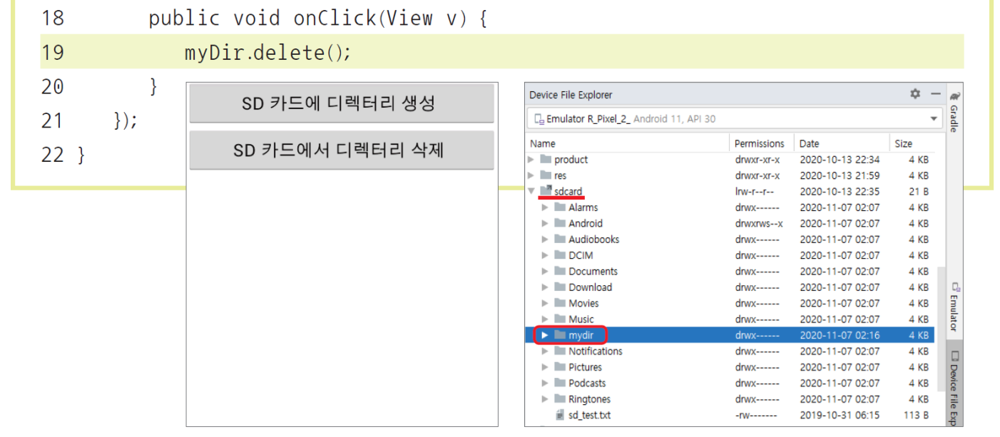 18 public void onClick(View v) {
19 myDir.delete();
20 }
21 });
22 }
SD 카드에 디렉터리 생성
SD 카드에서 디렉터리 삭제
Device File Explorer
Emulator R_Pixel_2_ Android 11, API 30
Name Permissions Date Size
product drwxr-xr-x 2020-10-13 22:34 4 KB
res drwxr-xr-x 2020-10-13 21:59 4 KB
sdcard lrw-r--r-- 2020-10-13 22:35 21 B
Alarms drwx------ 2020-11-07 02:07 4 KB
Android drwxrws--x 2020-11-07 02:07 4 KB
Audiobooks drwx------ 2020-11-07 02:07 4 KB
DCIM drwx------ 2020-11-07 02:07 4 KB
Documents drwx------ 2020-11-07 02:07 4 KB
Download drwx------ 2020-11-07 02:07 4 KB
Movies drwx------ 2020-11-07 02:07 4 KB
Music drwx------ 2020-11-07 02:07 4 KB
mydir drwx------ 2020-11-07 02:16 4 KB
Notifications drwx------ 2020-11-07 02:07 4 KB
Pictures drwx------ 2020-11-07 02:07 4 KB
Podcasts drwx------ 2020-11-07 02:07 4 KB
Ringtones drwx------ 2020-11-07 02:07 4 KB
sd_test.txt -rw------- 2019-10-31 06:15 113 B
Gradle
Emulator
Device File Exp